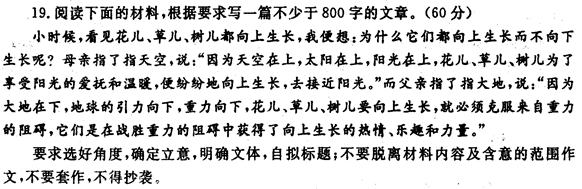 19. 阅读下面的材料,根据要求写一篇不少于 800 字的文章。(60 分)
小时候,看见花儿、草儿、树儿都向上生长,我便想:为什么它们都向上生长而不向下
生长呢? 母亲指了指天空,说:“因为天空在上,太阳在上,阳光在上,花儿、草儿、树儿为了
享受阳光的爱抚和温暖,便纷纷地向上生长,去接近阳光。”而父亲指了指大地,说:“因为
大地在下,地球的引力向下,重力向下,花儿、草儿、树儿要向上生长,就必须克服来自重力
的阻碍,它们是在战胜重力的阻碍中获得了向上生长的热情、乐趣和力量。”
要求选好角度,确定立意,明确文体,自拟标题;不要脱离材料内容及含意的范围作
文,不要套作,不得抄袭。